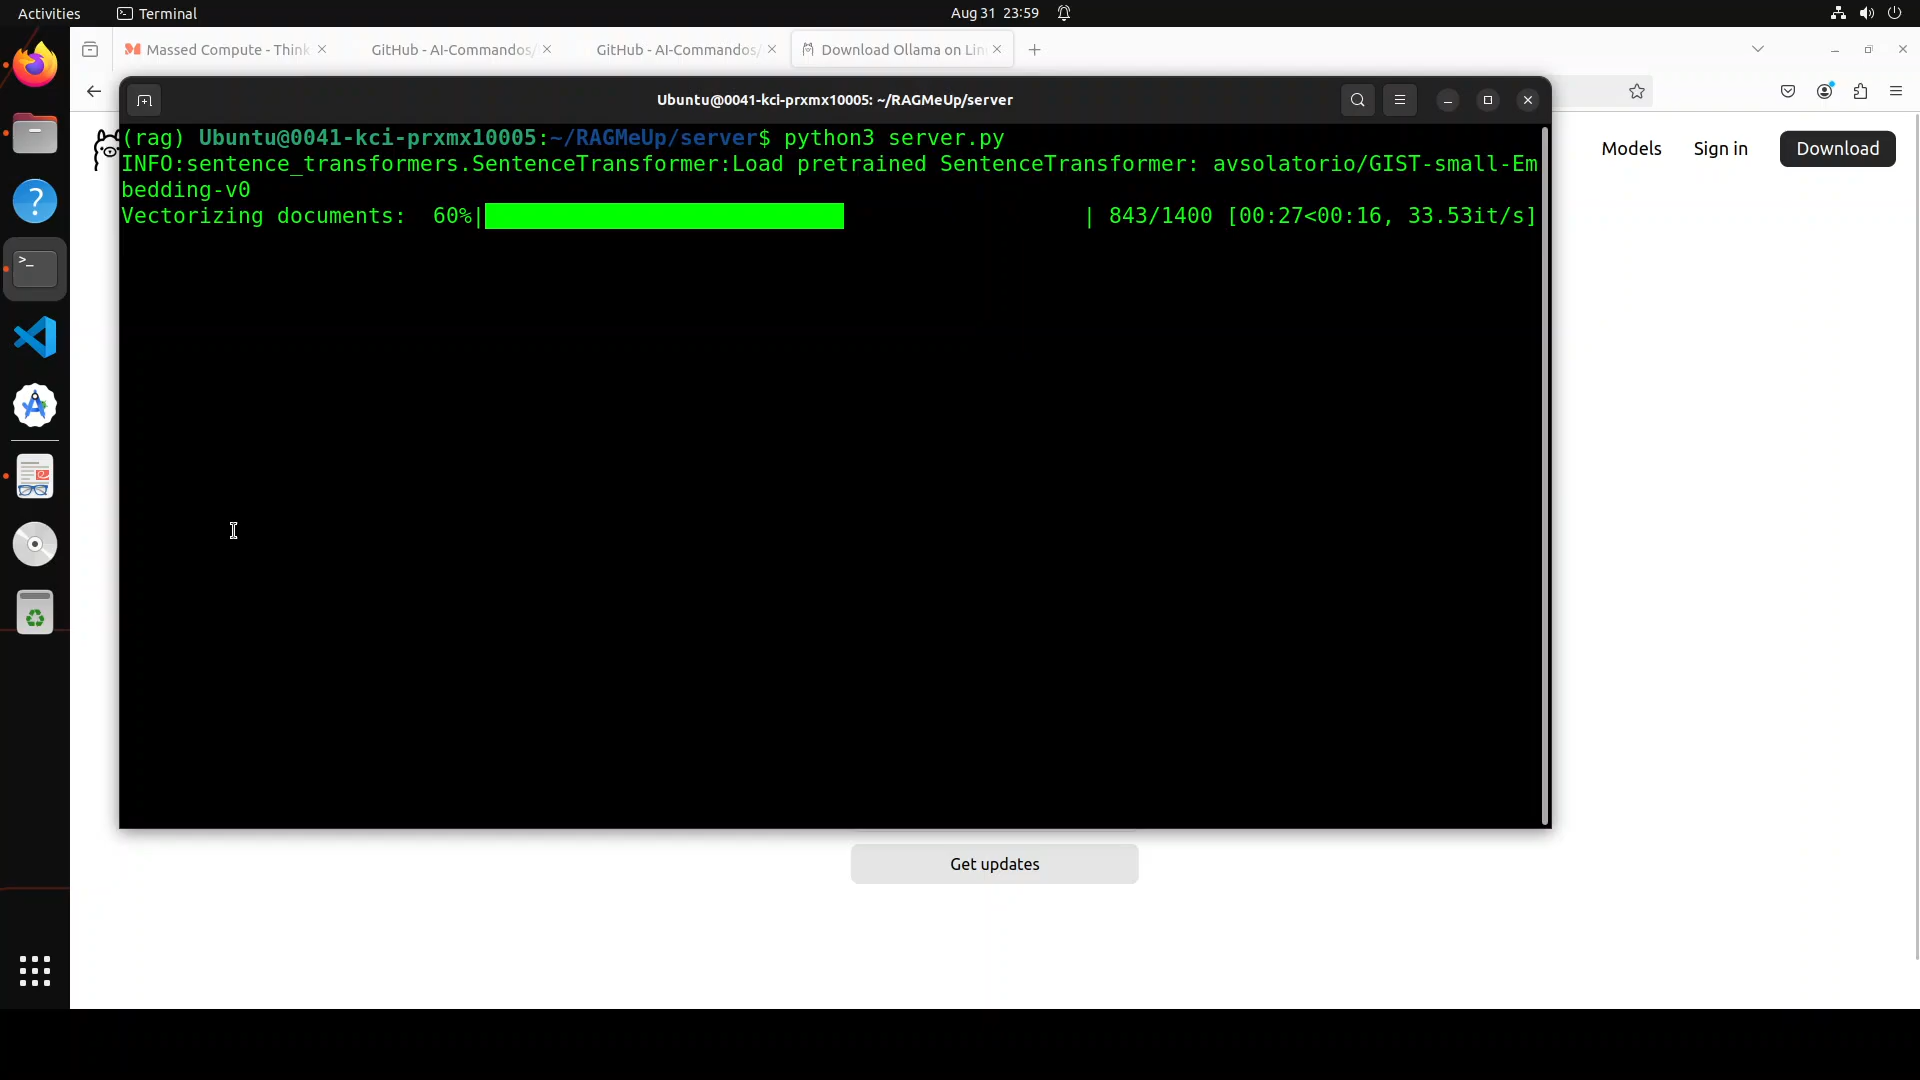 Activities
Terminal
Aug 31 23:59
Massed Compute - Think
GitHub - AI-Commandos/
GitHub - AI-Commandos/
Download Ollama on Lin
Ubuntu@0041-kci-prxmx10005: ~/RAGMeUp/server
Models
Sign in
Download
(rag) Ubuntu@0041-kci-prxmx10005:~/RAGMeUp/server$ python3 server.py
INFO:sentence_transformers.SentenceTransformer:Load pretrained SentenceTransformer: avsolatorio/GIST-small-Em
bedding-v0
Vectorizing documents: 60%| | 843/1400 [00:27<00:16, 33.53it/s]
Get updates